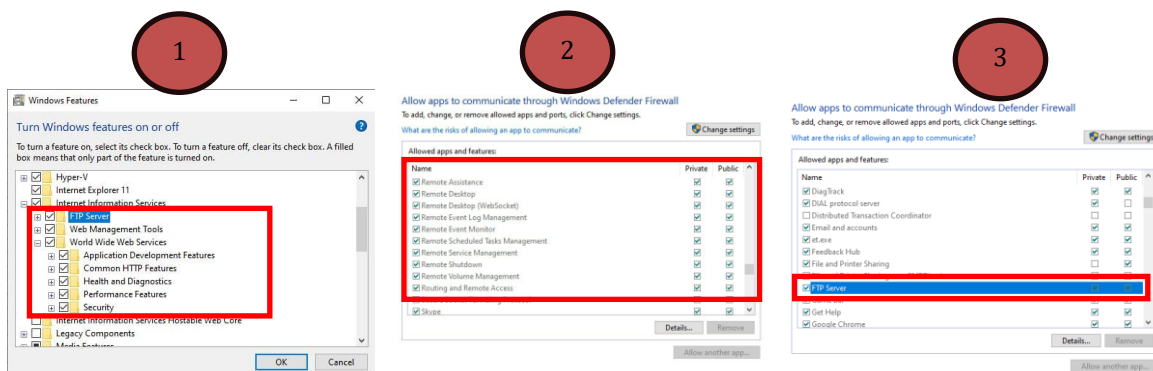 1
2
3
Windows Features
Turn Windows features on or off
To turn a feature on, select its check box. To turn a feature off, clear its check box. A filled
box means that only part of the feature is turned on.
Hyper-V
Internet Explorer 11
Internet Information Services
FTP Server
Web Management Tools
World Wide Web Services
Application Development Features
Common HTTP Features
Health and Diagnostics
Performance Features
Security
Internet Information Services Hostable Web Core
Legacy Components
Media Features
OK Cancel
Allow apps to communicate through Windows Defender Firewall
To add, change, or remove allowed apps and ports, click Change settings.
What are the risks of allowing an app to communicate? Change settings
Allowed apps and features:
Name Private Public
Remote Assistance
Remote Desktop
Remote Desktop (WebSocket)
Remote Event Log Management
Remote Event Monitor
Remote Scheduled Tasks Management
Remote Service Management
Remote Shutdown
Remote Volume Management
Routing and Remote Access
Skype
Details... Remove
Allow another app...
Allow apps to communicate through Windows Defender Firewall
To add, change, or remove allowed apps and ports, click Change settings.
What are the risks of allowing an app to communicate? Change settings
Allowed apps and features:
Name Private Public
DiagTrack
DIAL protocol server
Distributed Transaction Coordinator
Email and accounts
et.exe
Feedback Hub
File and Printer Sharing
FTP Server
Get Help
Google Chrome
Details... Remove
Allow another app...